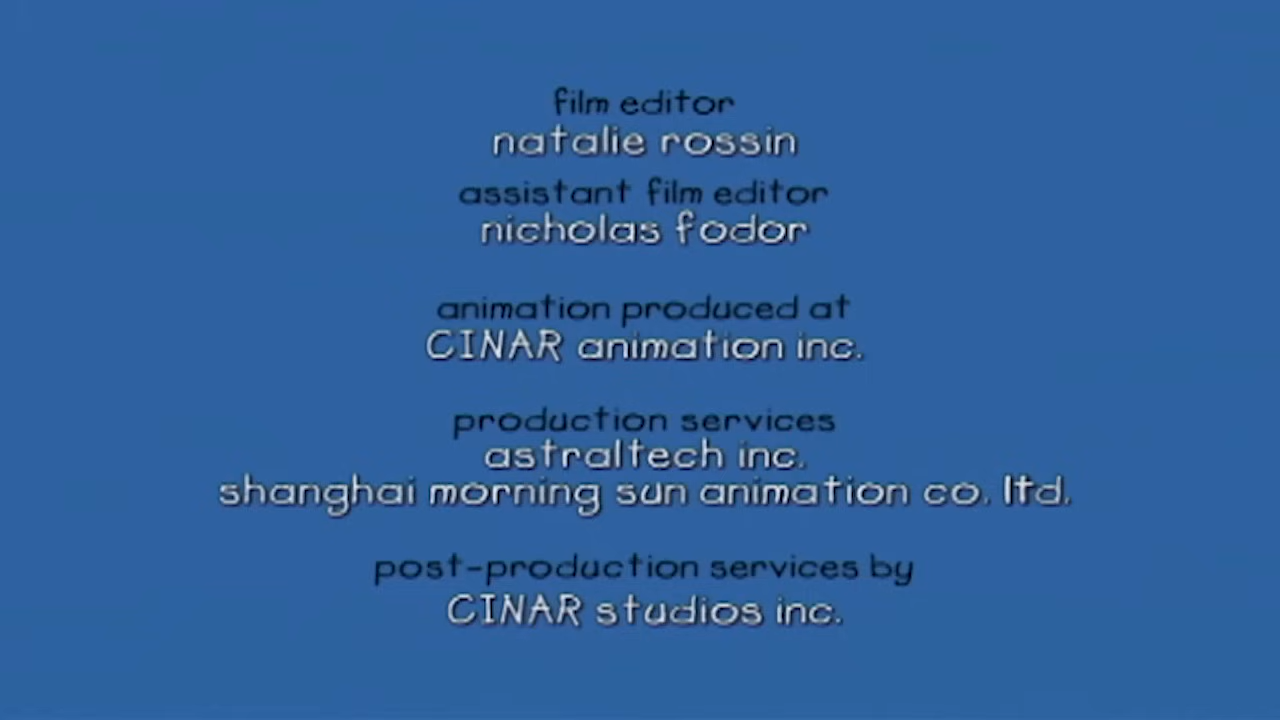 film editor
natalie rossin
assistant film editor
nicholas fodor
animation produced at
CINAR animation inc.
production services
astraltech inc.
shanghai morning sun animation co. ltd.
post-production services by
CINAR studios inc.